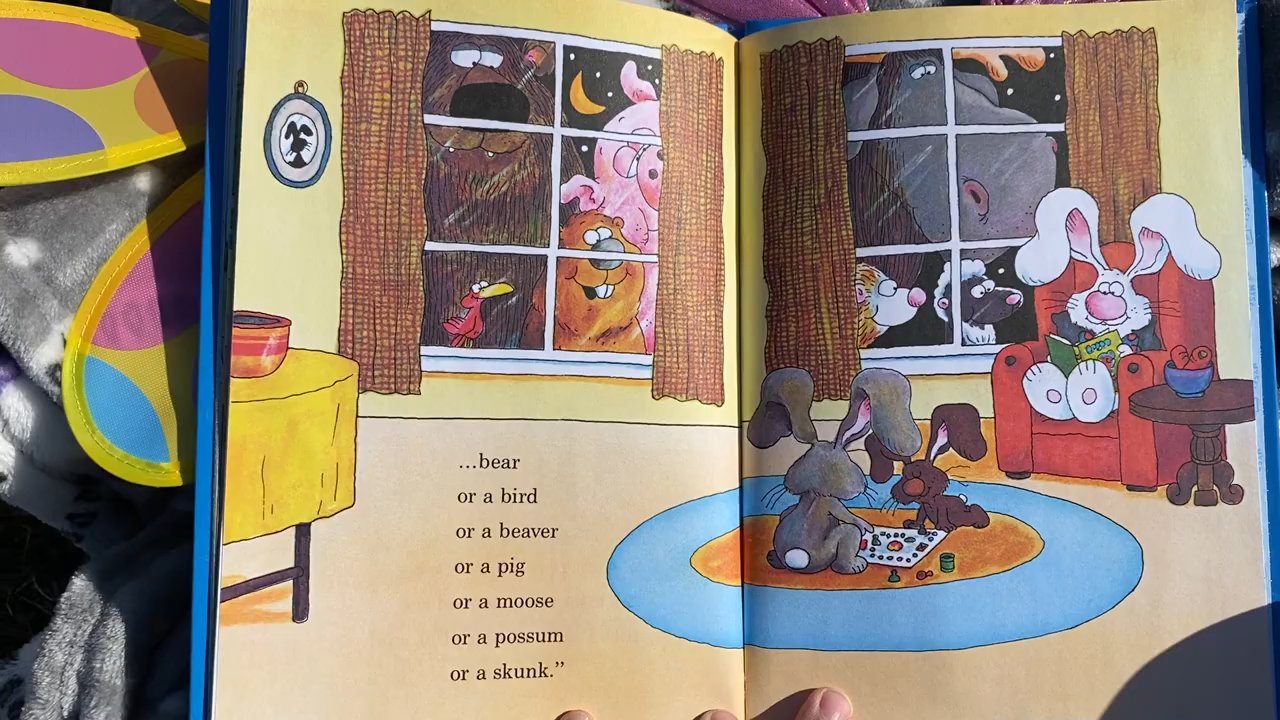 ...bear
or a bird
or a beaver
or a pig
or a moose
or a possum
or a skunk.”